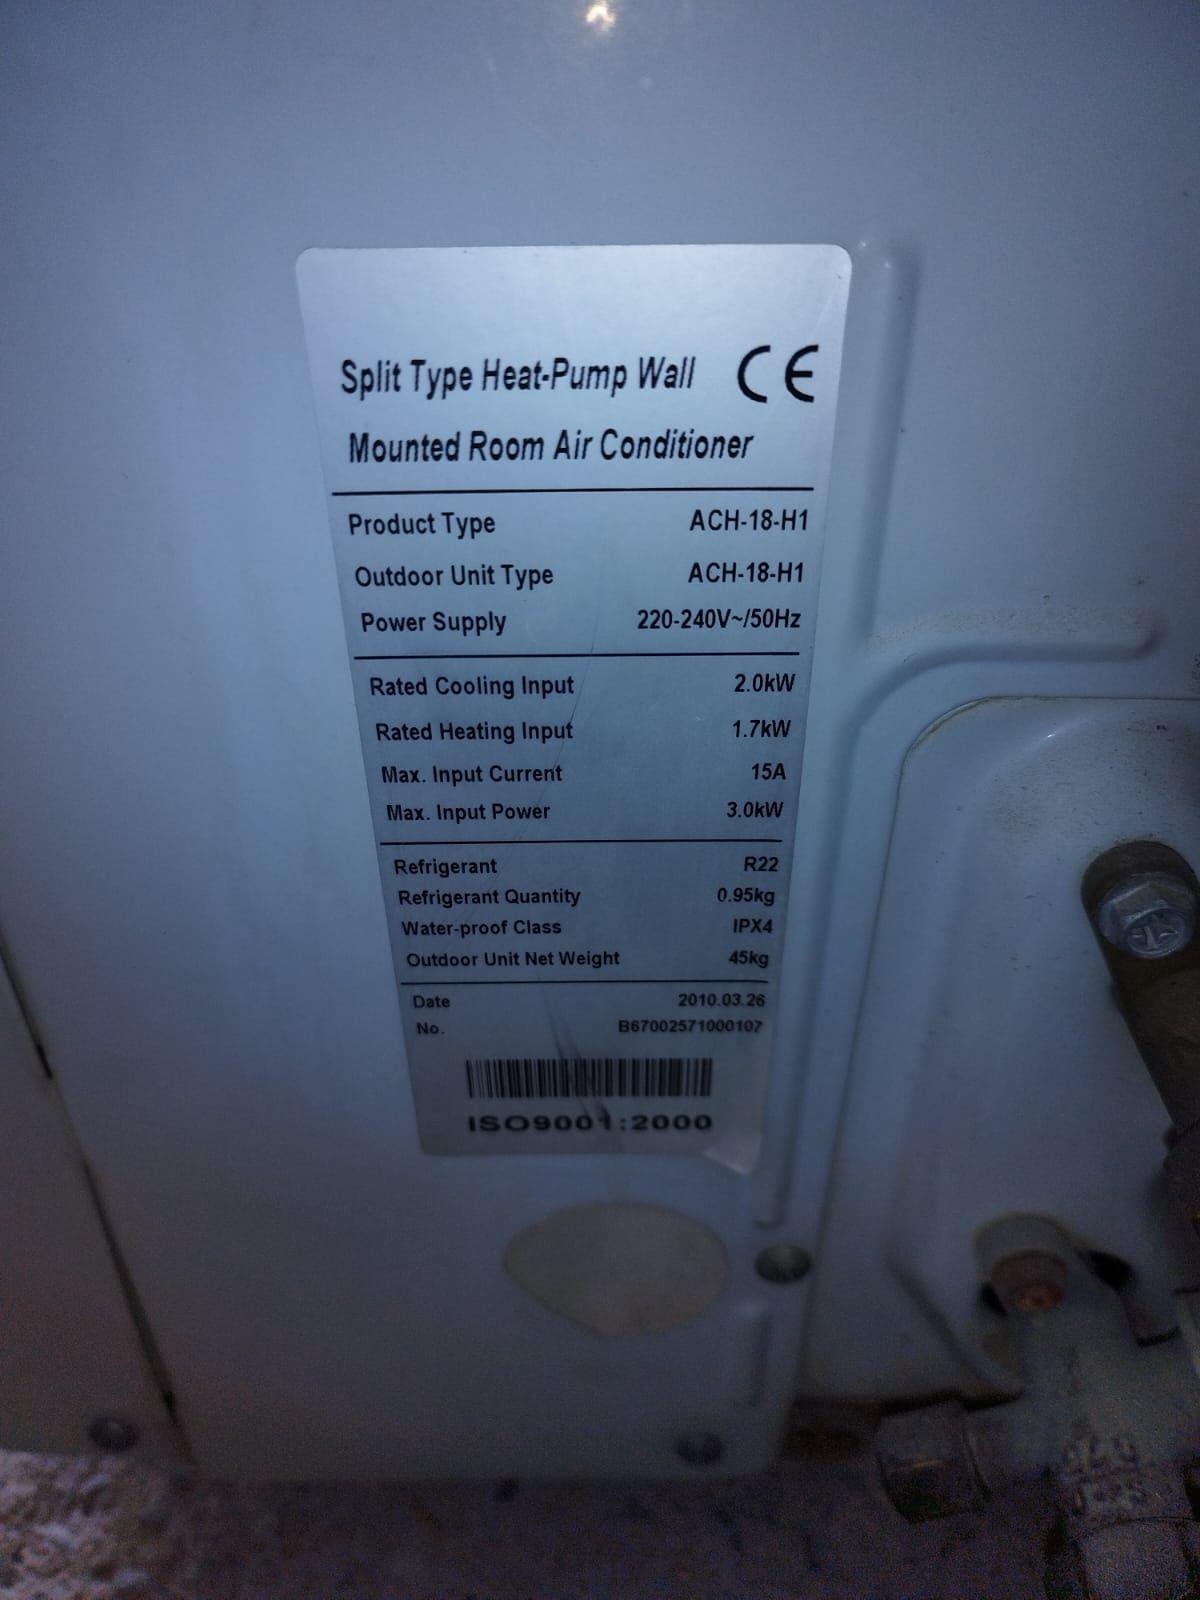 Split Type Heat-Pump Wall CE
Mounted Room Air Conditioner
Product Type ACH-18-H1
Outdoor Unit Type ACH-18-H1
Power Supply 220-240V~/50Hz
Rated Cooling Input 2.0kW
Rated Heating Input 1.7kW
Max. Input Current 15A
Max. Input Power 3.0kW
Refrigerant R22
Refrigerant Quantity 0.95kg
Water-proof Class IPX4
Outdoor Unit Net Weight 45kg
Date 2010.03.26
No. B67002571000107
ISO9001:2000